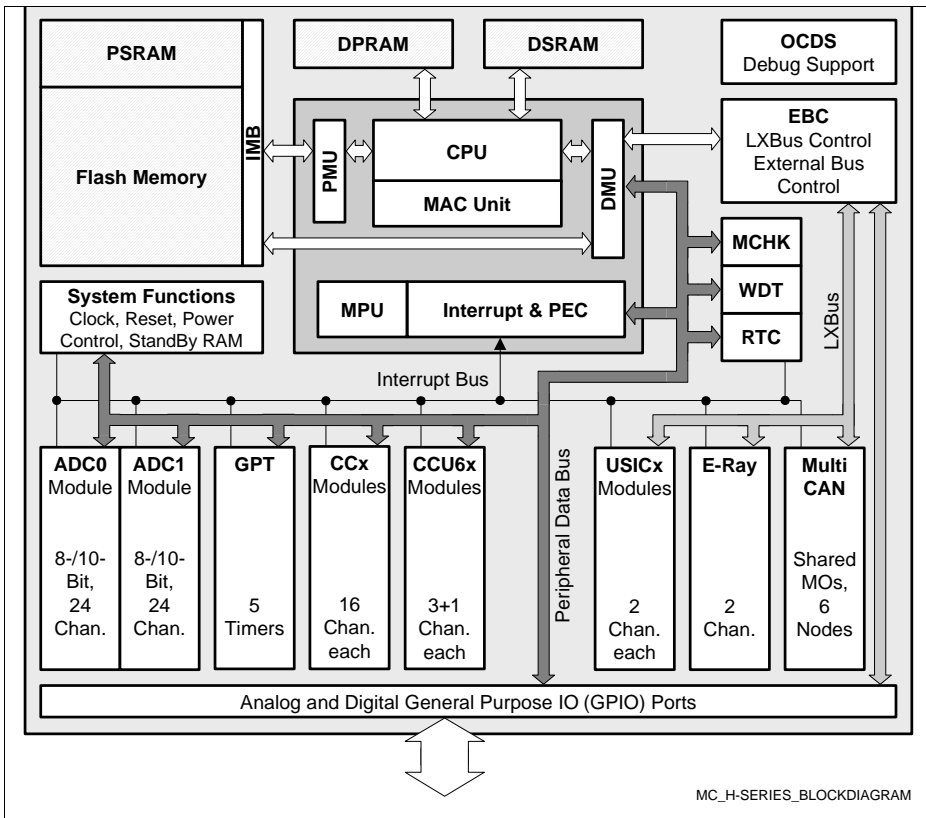 PSRAM
Flash Memory
IMB
DPRAM
DSRAM
OCDS
Debug Support
PMU
CPU
MAC Unit
DMU
EBC
LXBus Control
External Bus
Control
MPU
Interrupt & PEC
MCHK
WDT
RTC
LXBus
System Functions
Clock, Reset, Power
Control, StandBy RAM
Interrupt Bus
Peripheral Data Bus
ADC0
Module
8-/10-
Bit,
24
Chan.
ADC1
Module
8-/10-
Bit,
24
Chan.
GPT
5
Timers
CCx
Modules
16
Chan.
each
CCU6x
Modules
3+1
Chan.
each
USICx
Modules
2
Chan.
each
E-Ray
2
Chan.
Multi
CAN
Shared
MOs,
6
Nodes
Analog and Digital General Purpose IO (GPIO) Ports
MC_H-SERIES_BLOCKDIAGRAM